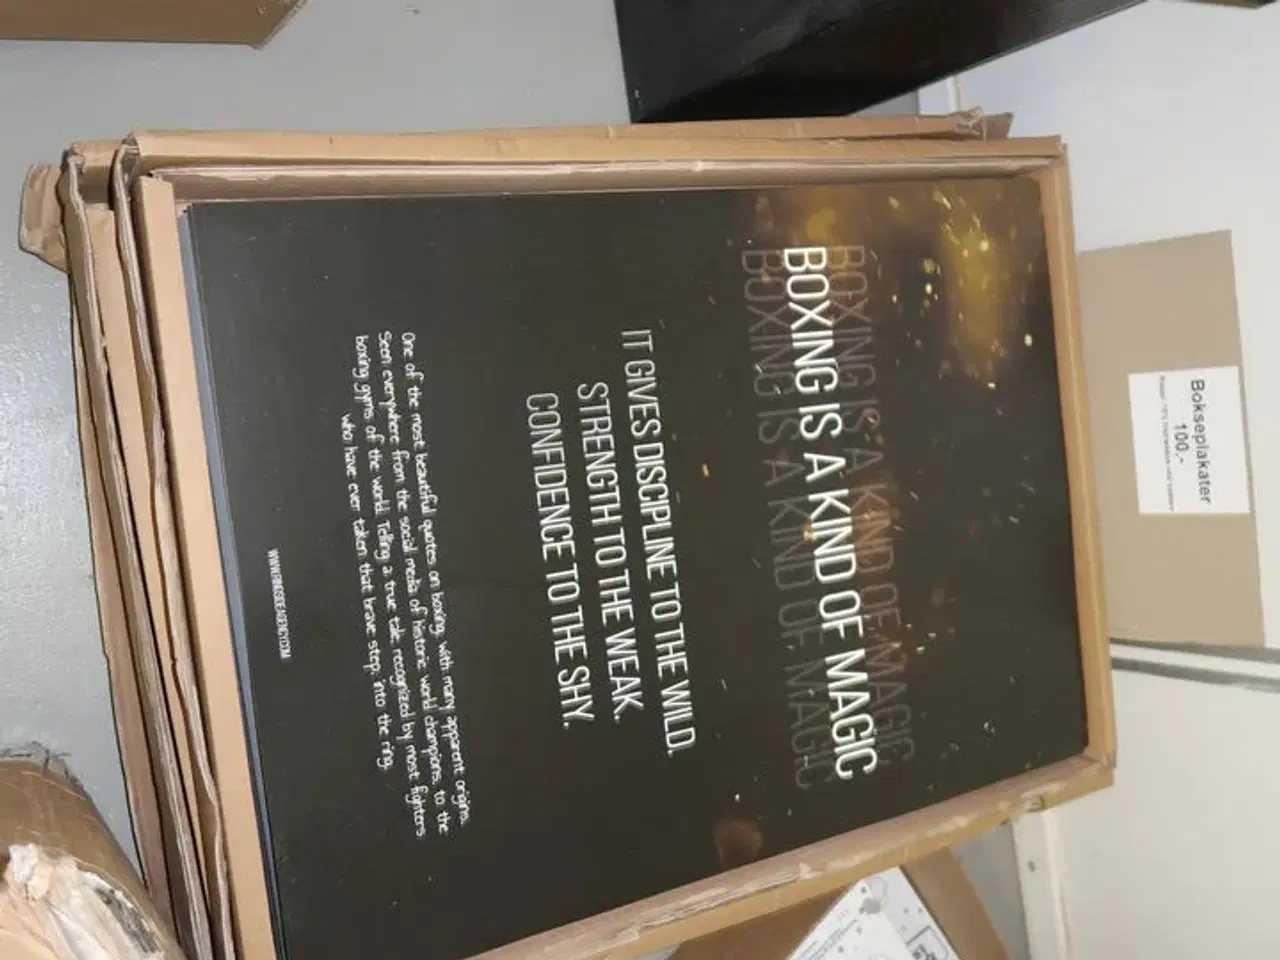 BOXING IS A KIND OF MAGIC
BOXING IS A KIND OF MAGIC
BOXING IS A KIND OF MAGIC
IT GIVES DISCIPLINE TO THE WILD.
STRENGTH TO THE WEAK.
CONFIDENCE TO THE SHY.
One of the most beautiful quotes on boxing, with many apparent origins.
Seen everywhere from the social media of historic world champions, to the
boxing gyms of the world. Telling a true tale, recognized by most fighters
who have ever taken that brave step, into the ring.
WWW.RINGSIDEAGENCY.COM
Bokseplakater
100,-